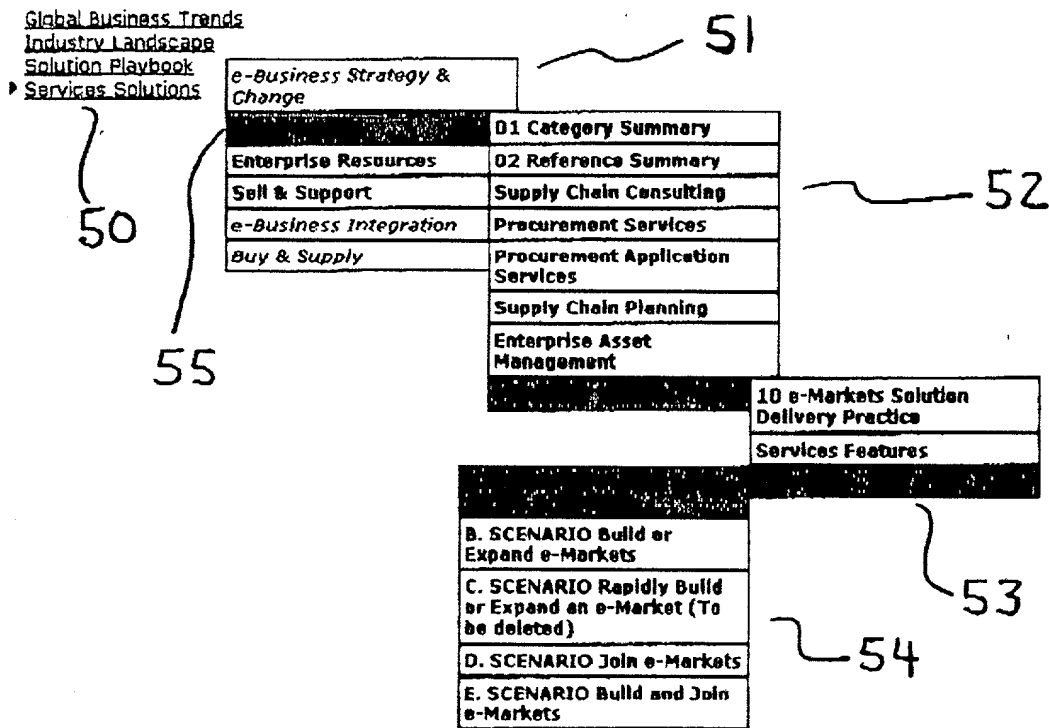 Global Business Trends
Industry Landscape
Solution Playbook
Services Solutions
50
51
e-Business Strategy &
Change
55
Enterprise Resources
Sell & Support
e-Business Integration
Buy & Supply
01 Category Summary
02 Reference Summary
Supply Chain Consulting
Procurement Services
Procurement Application
Services
Supply Chain Planning
Enterprise Asset
Management
52
10 e-Markets Solution
Delivery Practice
Services Features
53
B. SCENARIO Build or
Expand e-Markets
C. SCENARIO Rapidly Build
or Expand an e-Market (To
be deleted)
D. SCENARIO Join e-Markets
E. SCENARIO Build and Join
e-Markets
54